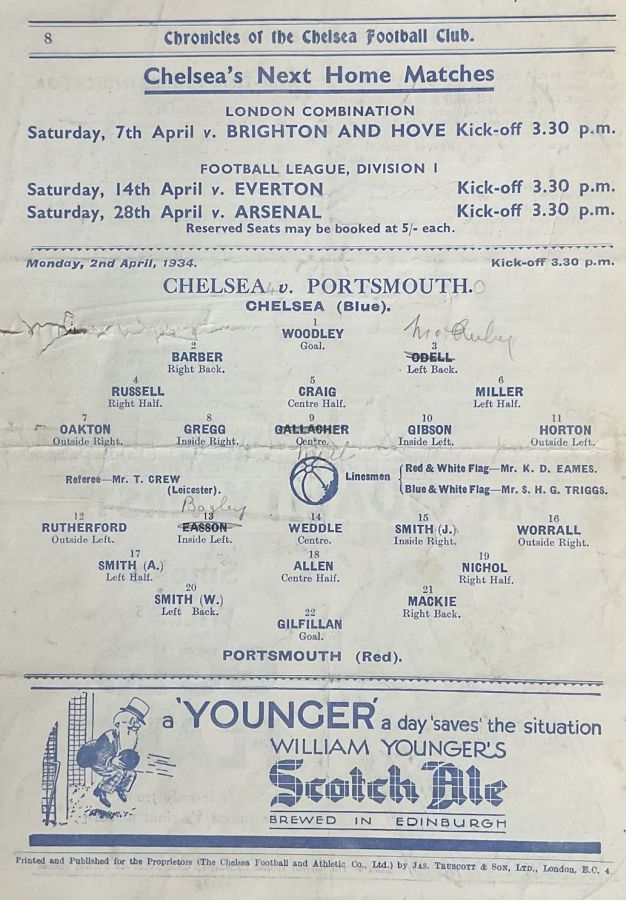 8
Chronicles of the Chelsea Football Club.
Chelsea's Next Home Matches
LONDON COMBINATION
Saturday, 7th April v. BRIGHTON AND HOVE Kick-off 3.30 p.m.
FOOTBALL LEAGUE, DIVISION I
Saturday, 14th April v. EVERTON Kick-off 3.30 p.m.
Saturday, 28th April v. ARSENAL Kick-off 3.30 p.m.
Reserved Seats may be booked at 5/- each.
Monday, 2nd April, 1934. Kick-off 3.30 p.m.
CHELSEA 4 v. PORTSMOUTH. 0
CHELSEA (Blue).
1
WOODLEY
Goal.
2 3
BARBER ODELL
Right Back. Left Back.
4 5 6
RUSSELL CRAIG MILLER
Right Half. Centre Half. Left Half.
7 8 9 10 11
OAKTON GREGG GALLACHER GIBSON HORTON
Outside Right. Inside Right. Centre. Inside Left. Outside Left.
Mill
Referee—Mr. T. CREW
(Leicester).
Linesmen
Red & White Flag—Mr. K. D. EAMES.
Blue & White Flag—Mr. S. H. G. TRIGGS.
Bagley
12 13 14 15 16
RUTHERFORD EASSON WEDDLE SMITH (J.) WORRALL
Outside Left. Inside Left. Centre. Inside Right. Outside Right.
17 18 19
SMITH (A.) ALLEN NICHOL
Left Half. Centre Half. Right Half.
20 21
SMITH (W.) MACKIE
Left Back. Right Back.
22
GILFILLAN
Goal.
PORTSMOUTH (Red).
a 'YOUNGER' a day 'saves' the situation
WILLIAM YOUNGER'S
Scotch Ale
BREWED IN EDINBURGH
Printed and Published for the Proprietors (The Chelsea Football and Athletic Co., Ltd.) by JAS. TRUSCOTT & SON, LTD., London, E.C. 4.